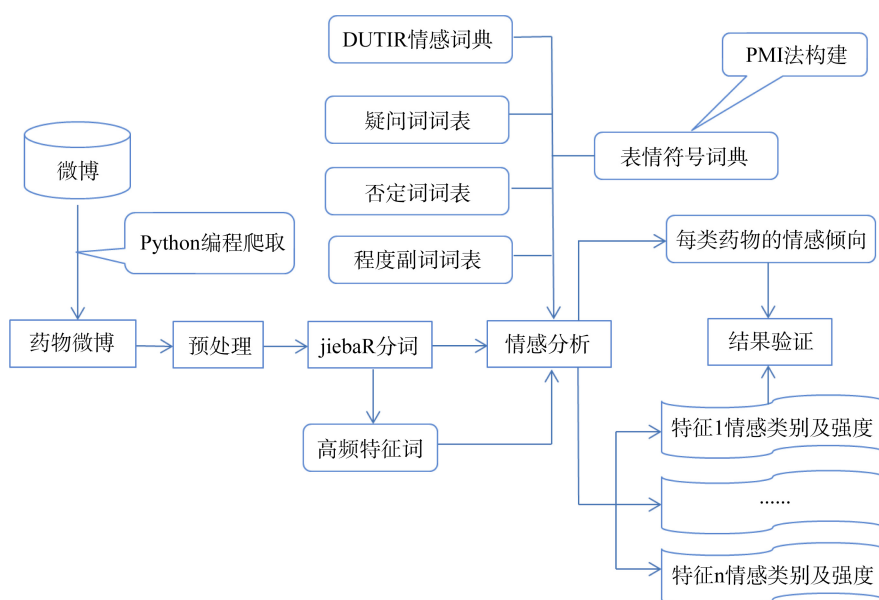 DUTIR情感词典
PMI法构建
疑问词词表
表情符号词典
微博
否定词词表
Python编程爬取
程度副词词表
每类药物的情感倾向
药物微博
预处理
jiebaR分词
情感分析
结果验证
高频特征词
特征1情感类别及强度
......
特征n情感类别及强度